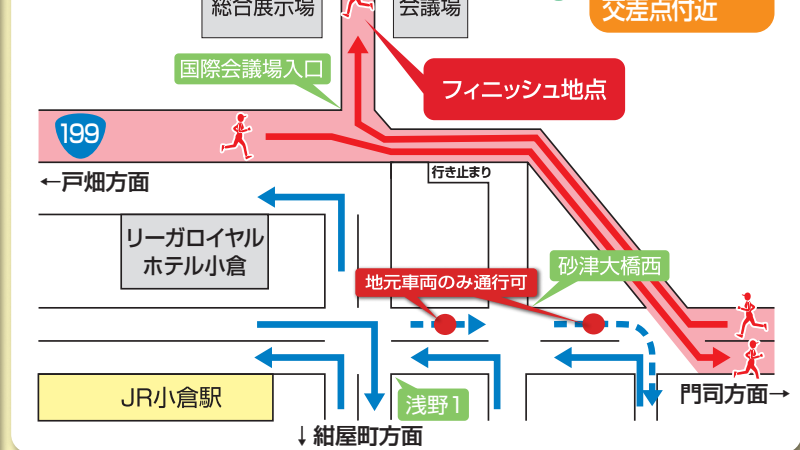 総合展示場
会議場
交差点付近
国際会議場入口
フィニッシュ地点
199
←戸畑方面
行き止まり
リーガロイヤル
ホテル小倉
砂津大橋西
地元車両のみ通行可
JR小倉駅
浅野1
門司方面→
↓紺屋町方面